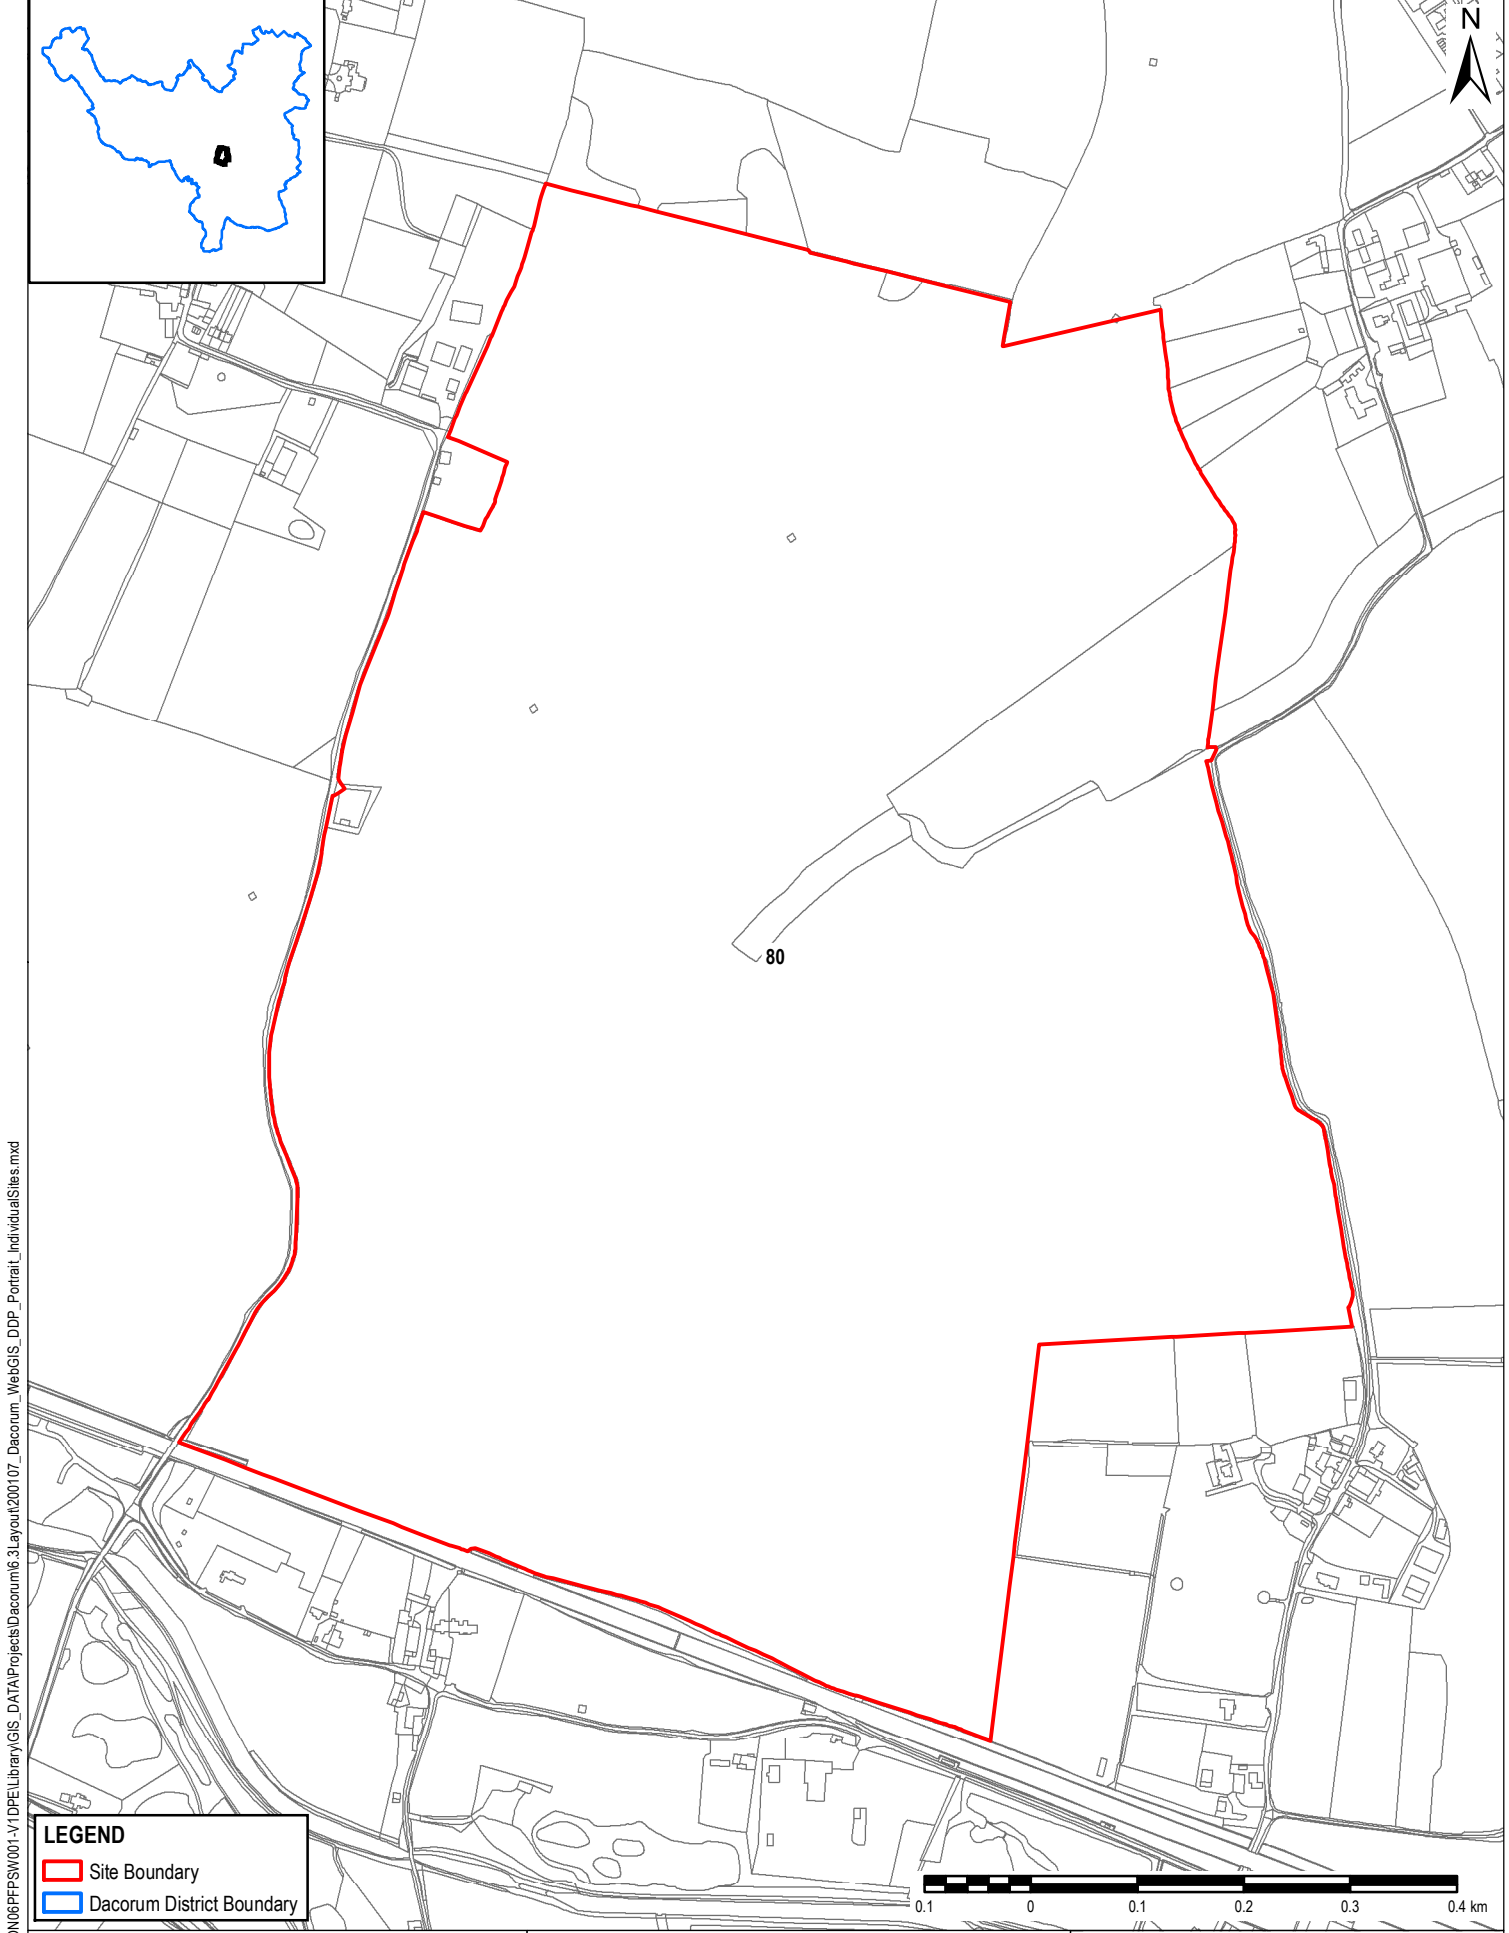 N
80
LEGEND
Site Boundary
Dacorum District Boundary
0.1 0 0.1 0.2 0.3 0.4 km
N06PFPSW001-V1DPE\Library\GIS_DATA\Projects\Dacorum\6.3Layout\200107_Dacorum_WebGIS_DDP_Portrait_IndividualSites.mxd